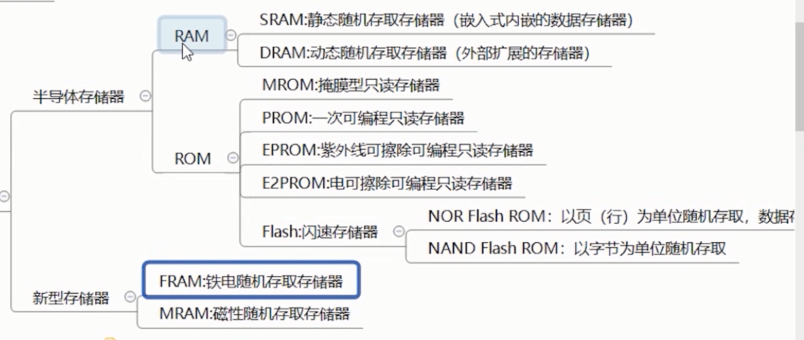 SRAM:静态随机存取存储器（嵌入式内嵌的数据存储器）
RAM
DRAM:动态随机存取存储器（外部扩展的存储器）
半导体存储器
MROM:掩膜型只读存储器
PROM:一次可编程只读存储器
ROM
EPROM:紫外线可擦除可编程只读存储器
E2PROM:电可擦除可编程只读存储器
Flash:闪速存储器
NOR Flash ROM：以页（行）为单位随机存取，数据
NAND Flash ROM：以字节为单位随机存取
新型存储器
FRAM:铁电随机存取存储器
MRAM:磁性随机存取存储器